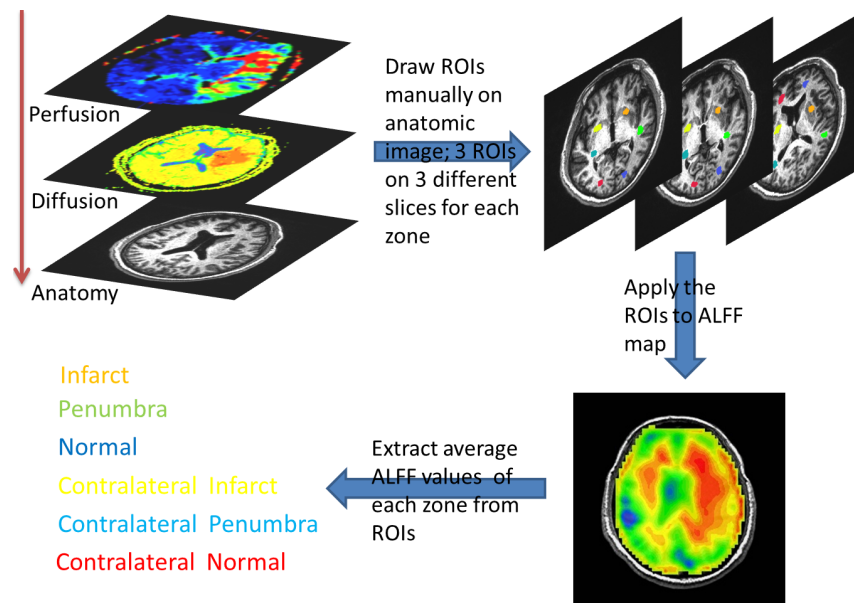 Perfusion
Diffusion
Anatomy
Draw ROIs
manually on
anatomic
image; 3 ROIs
on 3 different
slices for each
zone
Apply the
ROIs to ALFF
map
Extract average
ALFF values of
each zone from
ROIs
Infarct
Penumbra
Normal
Contralateral Infarct
Contralateral Penumbra
Contralateral Normal